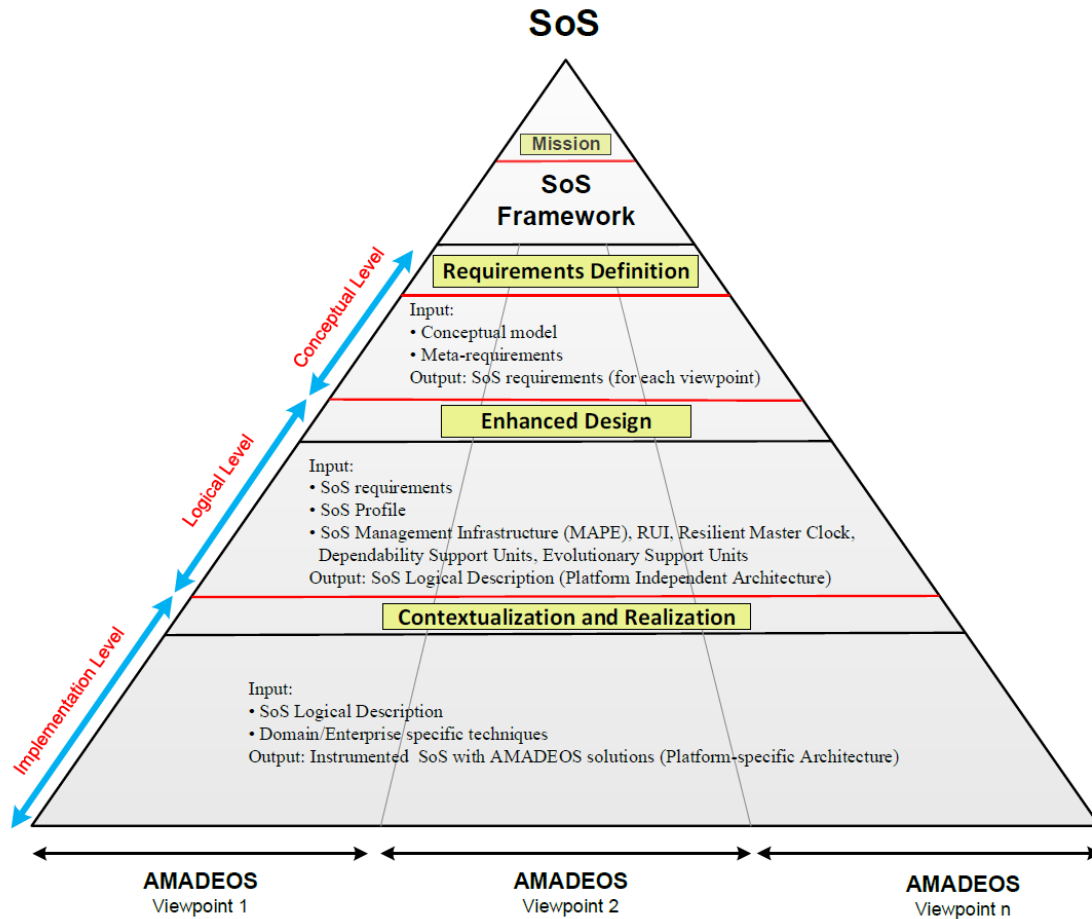 SoS
Mission
SoS
Framework
Requirements Definition
Input:
• Conceptual model
• Meta-requirements
Output: SoS requirements (for each viewpoint)
Conceptual Level
Enhanced Design
Input:
• SoS requirements
• SoS Profile
• SoS Management Infrastructure (MAPE), RUI, Resilient Master Clock,
Dependability Support Units, Evolutionary Support Units
Output: SoS Logical Description (Platform Independent Architecture)
Logical Level
Contextualization and Realization
Input:
• SoS Logical Description
• Domain/Enterprise specific techniques
Output: Instrumented SoS with AMADEOS solutions (Platform-specific Architecture)
Implementation Level
AMADEOS
Viewpoint 1
AMADEOS
Viewpoint 2
AMADEOS
Viewpoint n